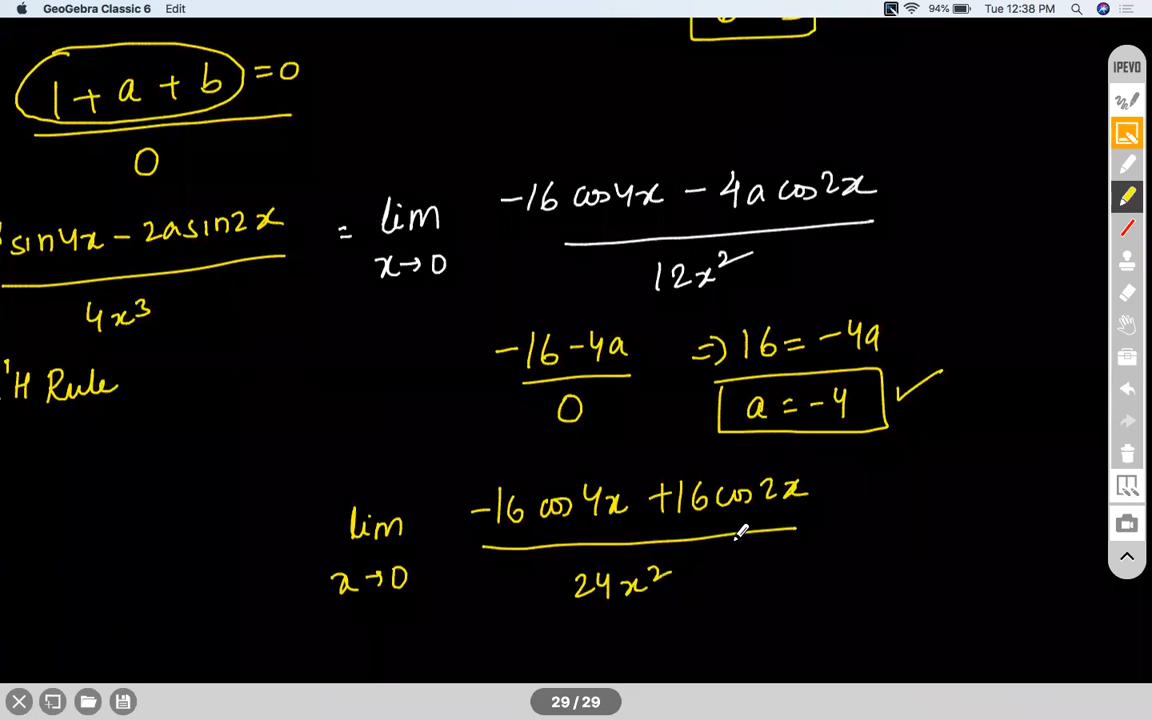 GeoGebra Classic 6 Edit 94% Tue 12:38 PM
IPEVO
1 + a + b = 0
0
sin4x - 2asin2x
4x³
'H Rule
= lim x→0
-16 cos4x - 4a cos2x
12x²
-16 - 4a
0
⇒ 16 = -4a
a = -4 ✓
lim x→0
-16 cos4x + 16 cos2x
24x²
29 / 29